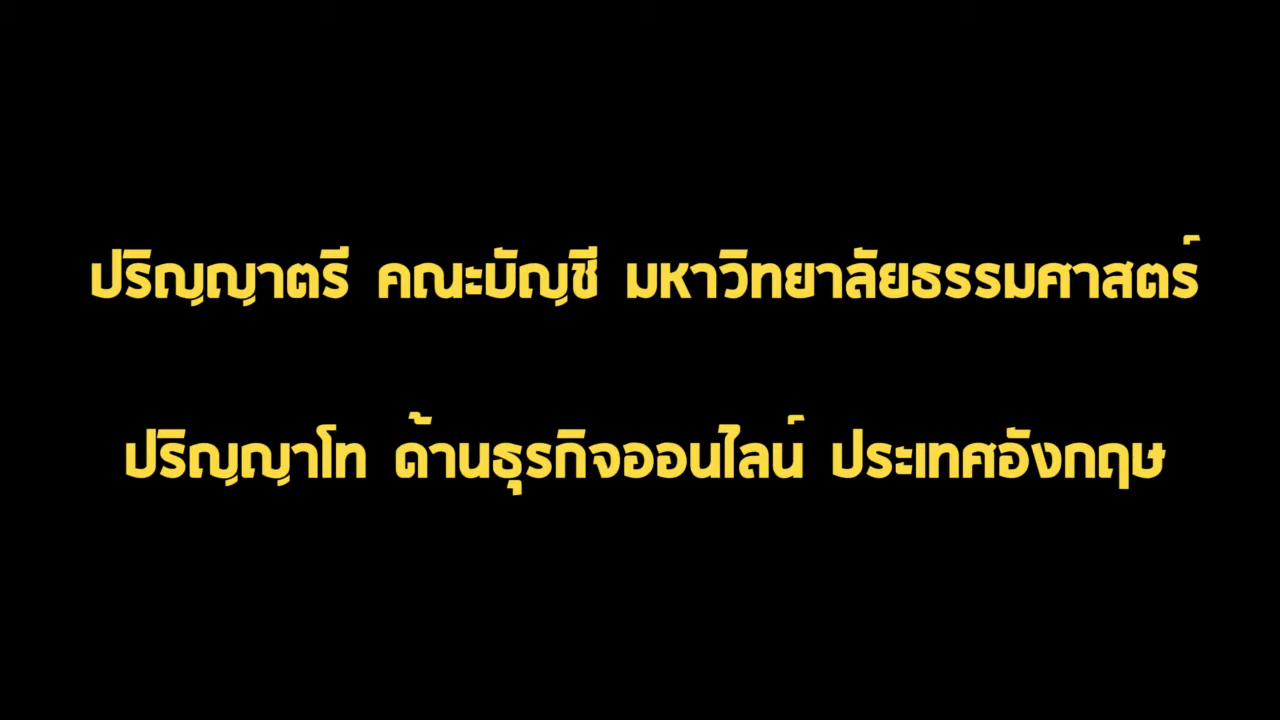 ปริญญาตรี คณะบัญชี มหาวิทยาลัยธรรมศาสตร์
ปริญญาโท ด้านธุรกิจออนไลน์ ประเทศอังกฤษ